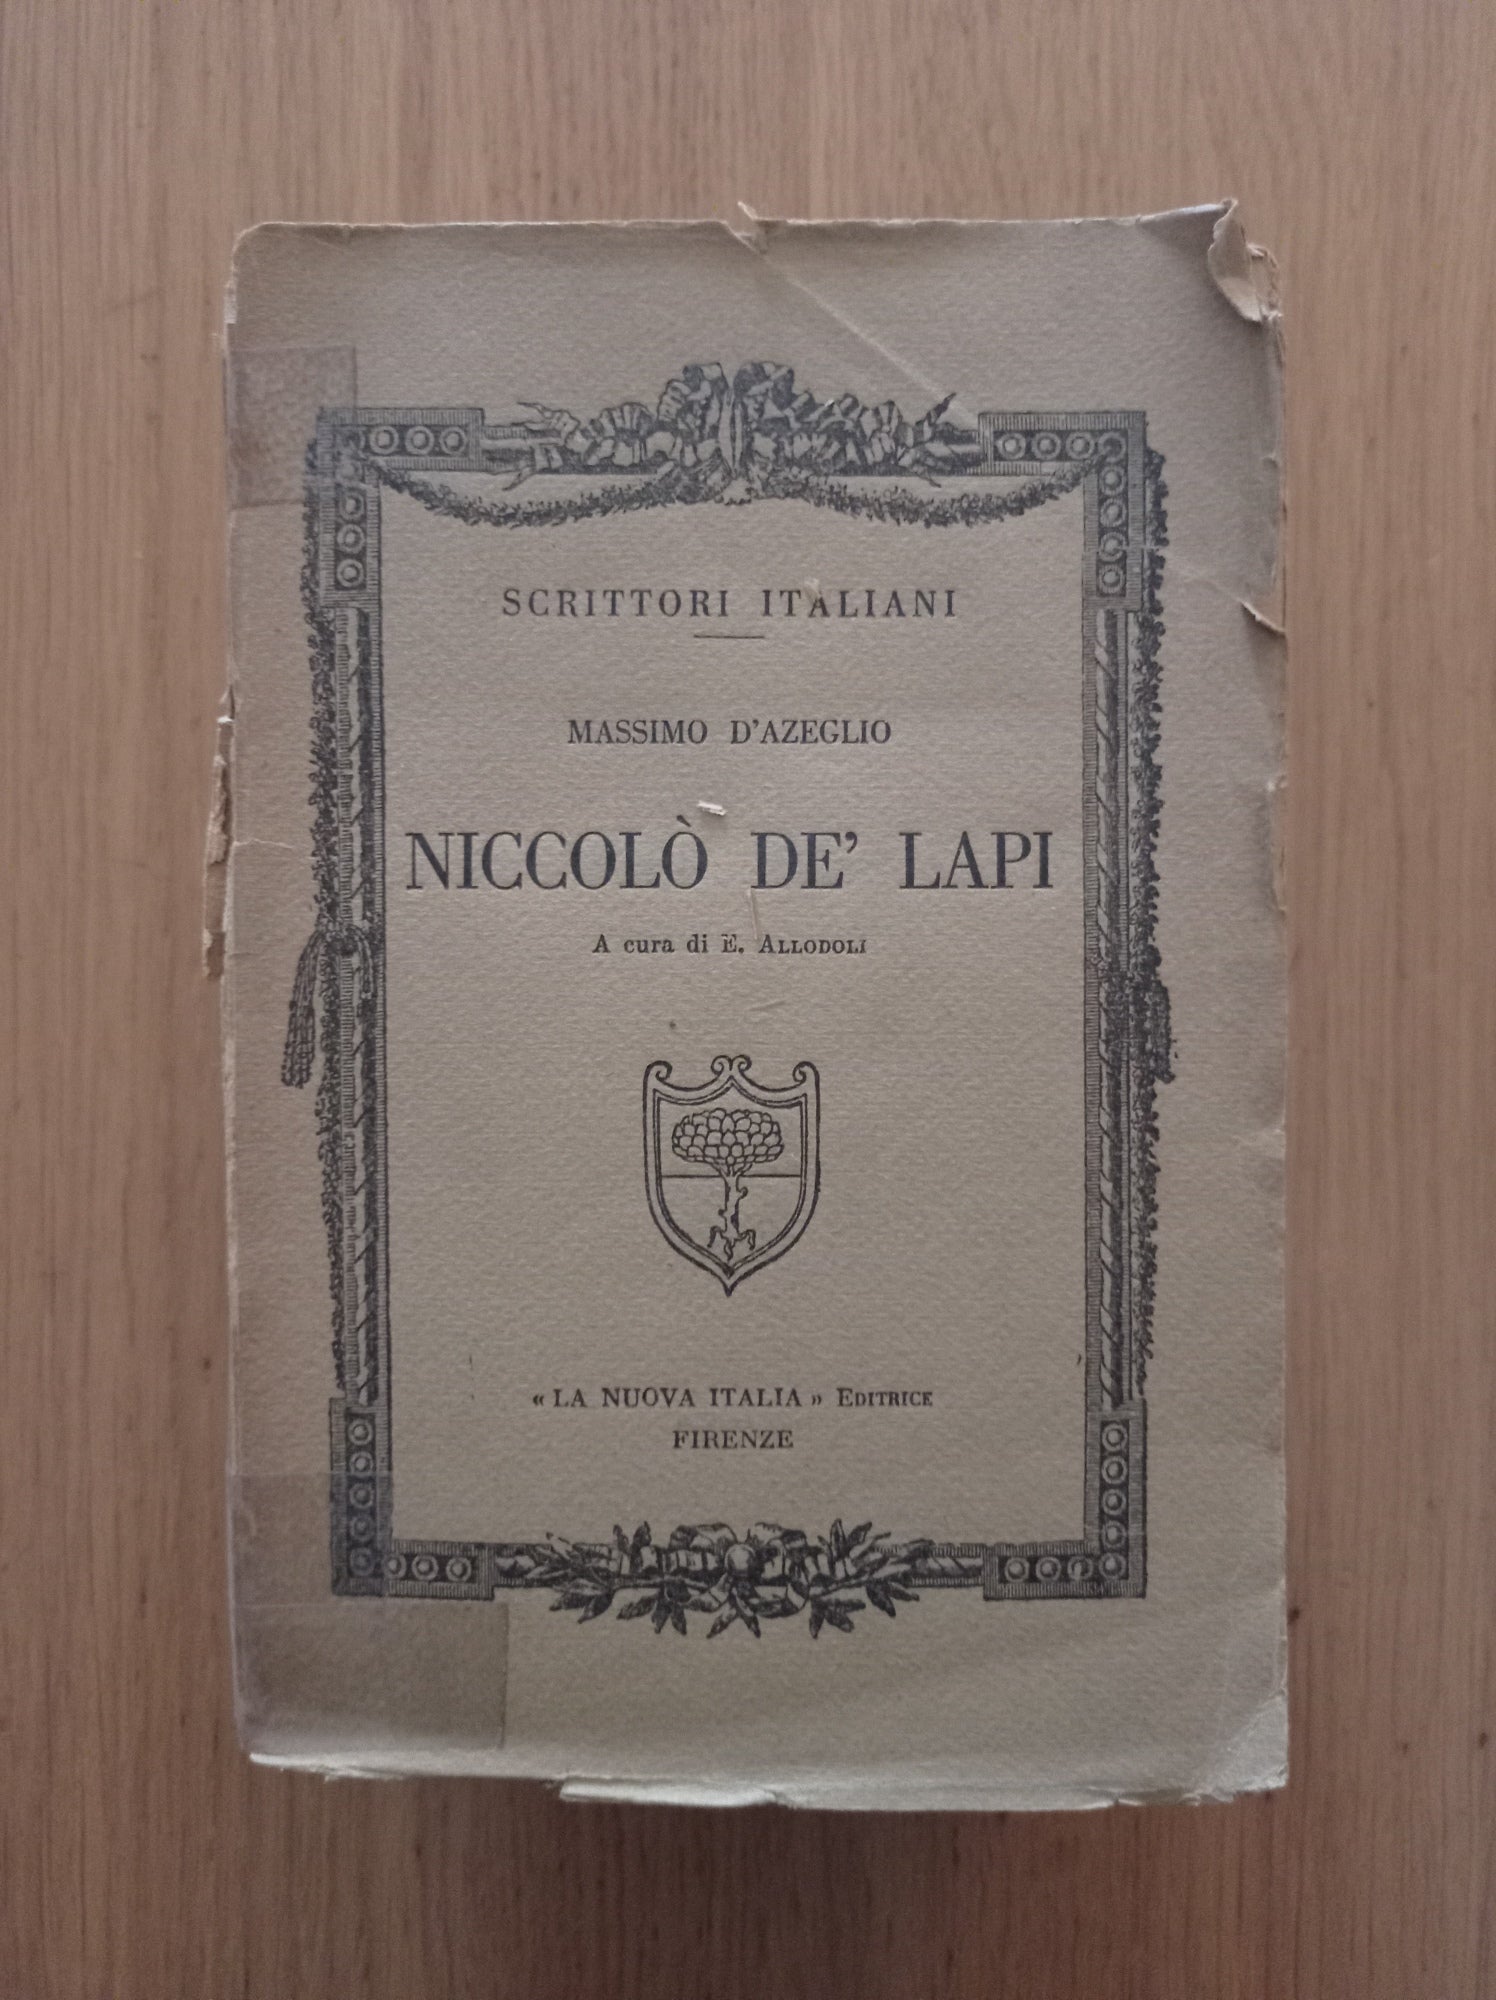 SCRITTORI ITALIANI
MASSIMO D'AZEGLIO
NICCOLÒ DE' LAPI
A cura di E. ALLODOLI
« LA NUOVA ITALIA » EDITRICE
FIRENZE